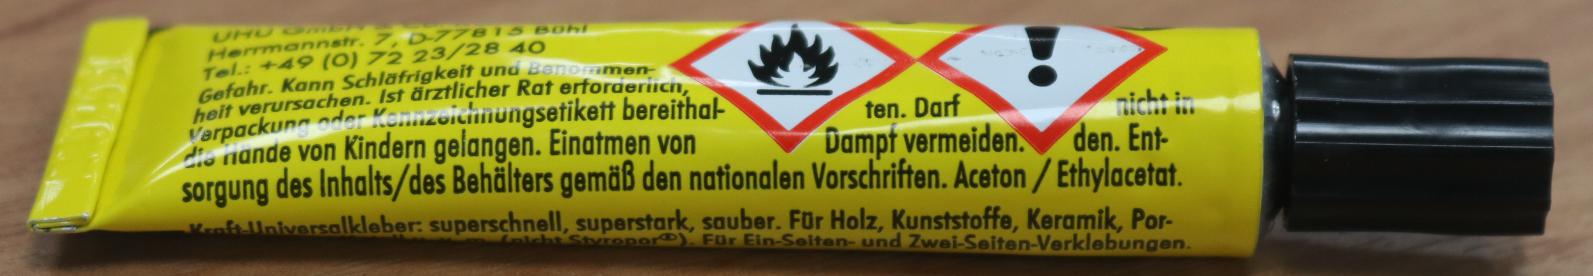 UHU GmbH &
Herrmannstr. 7, D-77815 Bühl
Tel.: +49 (0) 72 23/28 40
Gefahr. Kann Schläfrigkeit und Benommen-
heit verursachen. Ist ärztlicher Rat erforderlich,
Verpackung oder Kennzeichnungsetikett bereithal-
ten. Darf nicht in
die Hände von Kindern gelangen. Einatmen von
Dampf vermeiden. den. Ent-
sorgung des Inhalts/des Behälters gemäß den nationalen Vorschriften. Aceton / Ethylacetat.
Kraft-Universalkleber: superschnell, superstark, sauber. Für Holz, Kunststoffe, Keramik, Por-
u. v. m. (nicht Styropor®). Für Ein-Seiten- und Zwei-Seiten-Verklebungen.